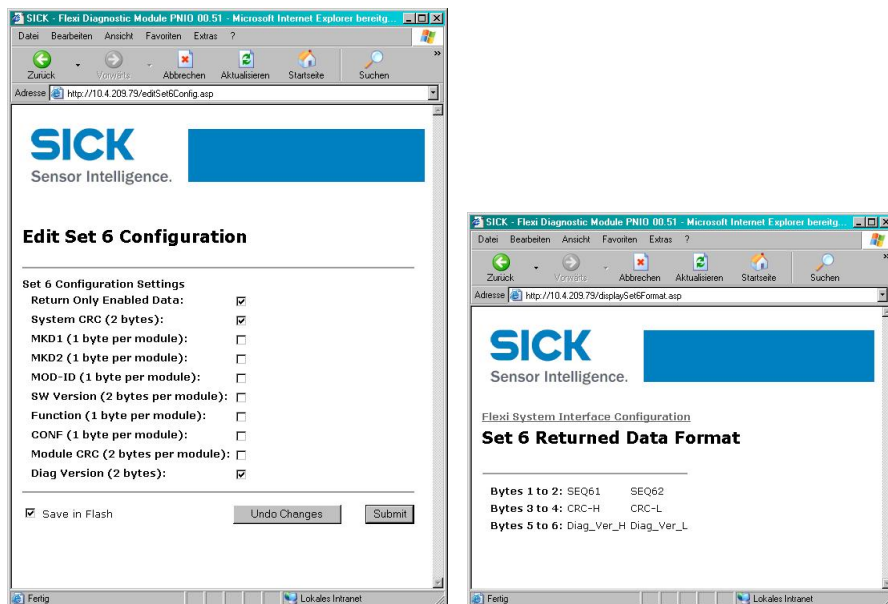 SICK - Flexi Diagnostic Module PNIO 00.51 - Microsoft Internet Explorer bereitg...
Datei Bearbeiten Ansicht Favoriten Extras ?
Zurück Vorwärts Abbrechen Aktualisieren Startseite Suchen »
Adresse http://10.4.209.79/editSet6Config.asp
SICK
Sensor Intelligence.
Edit Set 6 Configuration
Set 6 Configuration Settings
Return Only Enabled Data:
System CRC (2 bytes):
MKD1 (1 byte per module):
MKD2 (1 byte per module):
MOD-ID (1 byte per module):
SW Version (2 bytes per module):
Function (1 byte per module):
CONF (1 byte per module):
Module CRC (2 bytes per module):
Diag Version (2 bytes):
Save in Flash Undo Changes Submit
Fertig Lokales Intranet
SICK - Flexi Diagnostic Module PNIO 00.51 - Microsoft Internet Explorer bereitg...
Datei Bearbeiten Ansicht Favoriten Extras ?
Zurück Vorwärts Abbrechen Aktualisieren Startseite Suchen »
Adresse http://10.4.209.79/displaySet6Format.asp
SICK
Sensor Intelligence.
Flexi System Interface Configuration
Set 6 Returned Data Format
Bytes 1 to 2: SEQ61 SEQ62
Bytes 3 to 4: CRC-H CRC-L
Bytes 5 to 6: Diag_Ver_H Diag_Ver_L
Fertig Lokales Intranet